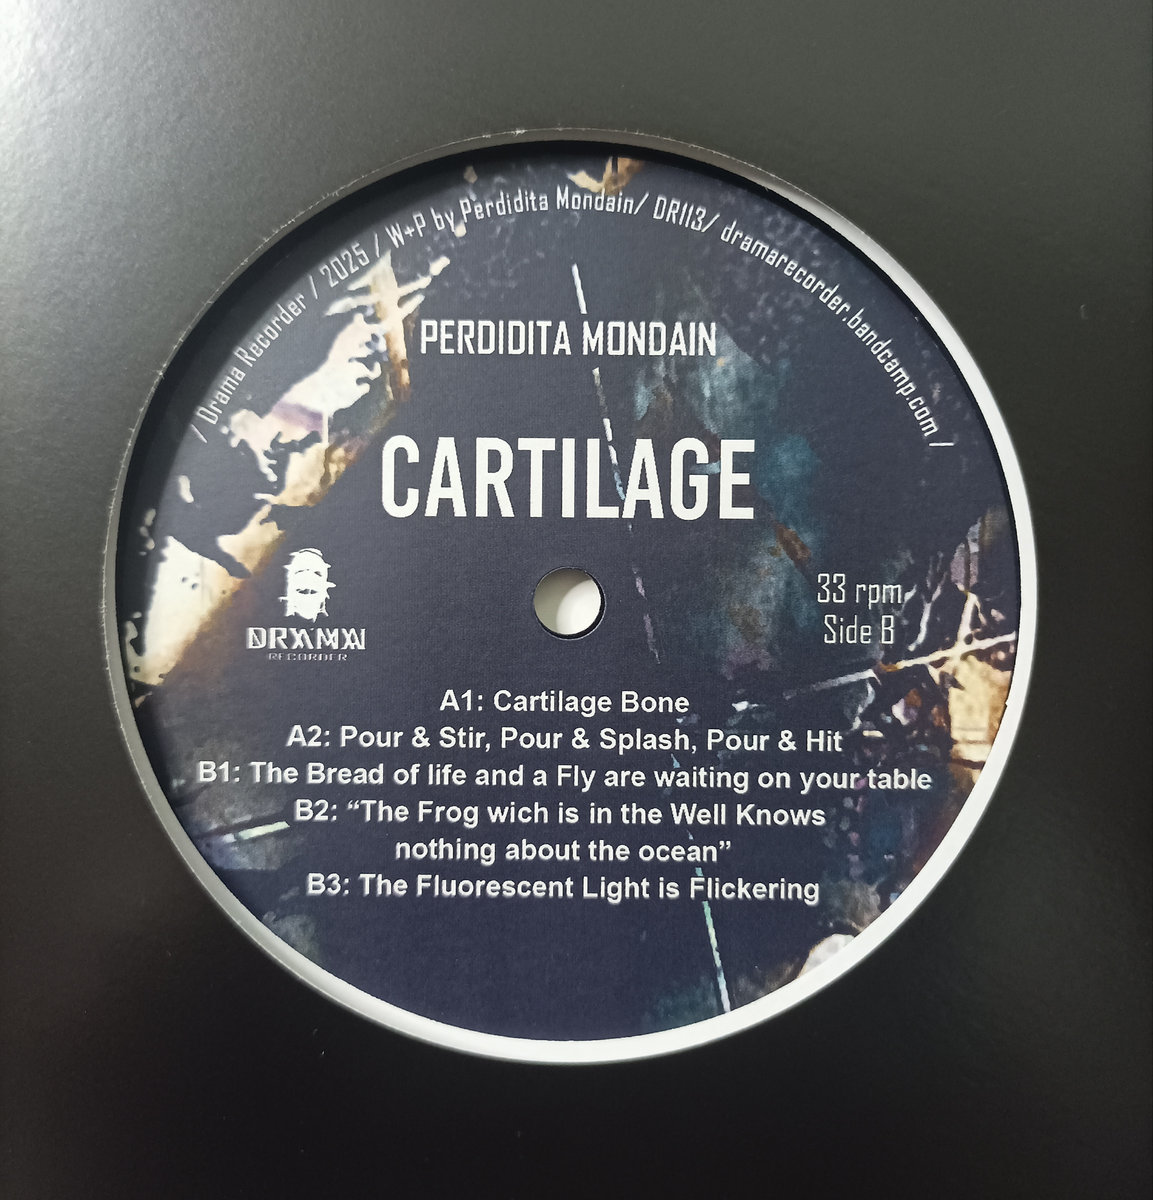 / Drama Recorder / 2025 / W+P by Perdidita Mondain/ DR113/ dramarecorder.bandcamp.com /
PERDIDITA MONDAIN
CARTILAGE
DRAMA
RECORDER
33 rpm
Side B
A1: Cartilage Bone
A2: Pour & Stir, Pour & Splash, Pour & Hit
B1: The Bread of life and a Fly are waiting on your table
B2: “The Frog wich is in the Well Knows
nothing about the ocean”
B3: The Fluorescent Light is Flickering